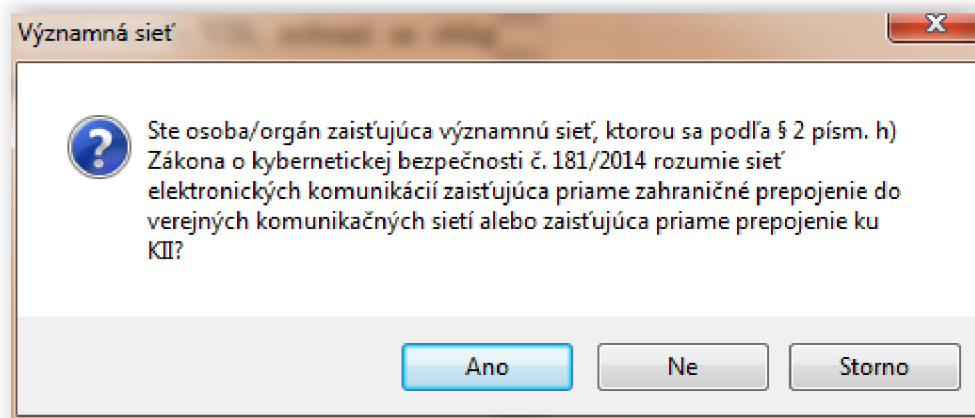 Významná sieť
Ste osoba/orgán zaisťujúca významnú sieť, ktorou sa podľa § 2 písm. h)
Zákona o kybernetickej bezpečnosti č. 181/2014 rozumie sieť
elektronických komunikácií zaisťujúca priame zahraničné prepojenie do
verejných komunikačných sietí alebo zaisťujúca priame prepojenie ku
KII?
Ano
Ne
Storno